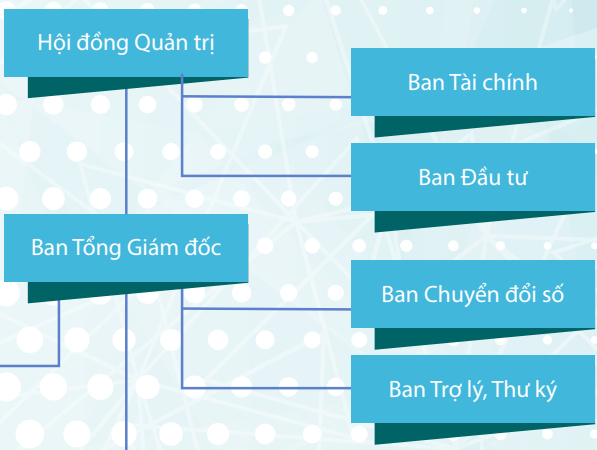 Hội đồng Quản trị
Ban Tài chính
Ban Đầu tư
Ban Tổng Giám đốc
Ban Chuyển đổi số
Ban Trợ lý, Thư ký